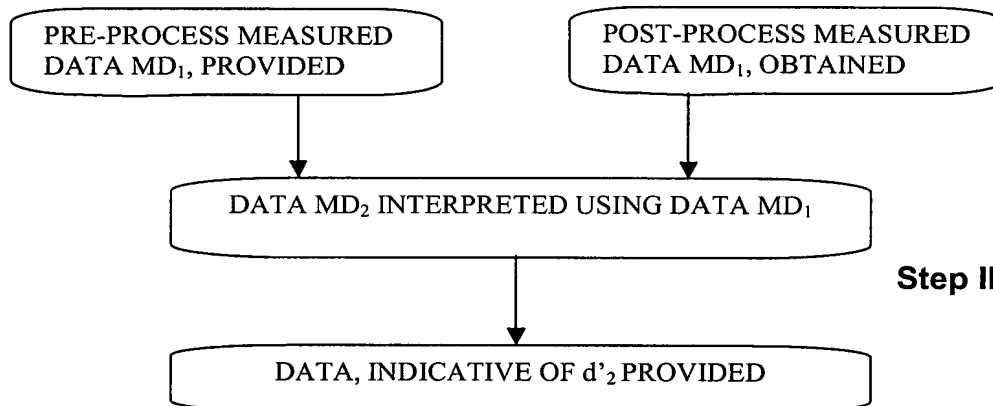 PRE-PROCESS MEASURED
DATA MD₁, PROVIDED
POST-PROCESS MEASURED
DATA MD₁, OBTAINED
DATA MD₂ INTERPRETED USING DATA MD₁
Step II
DATA, INDICATIVE OF d'₂ PROVIDED